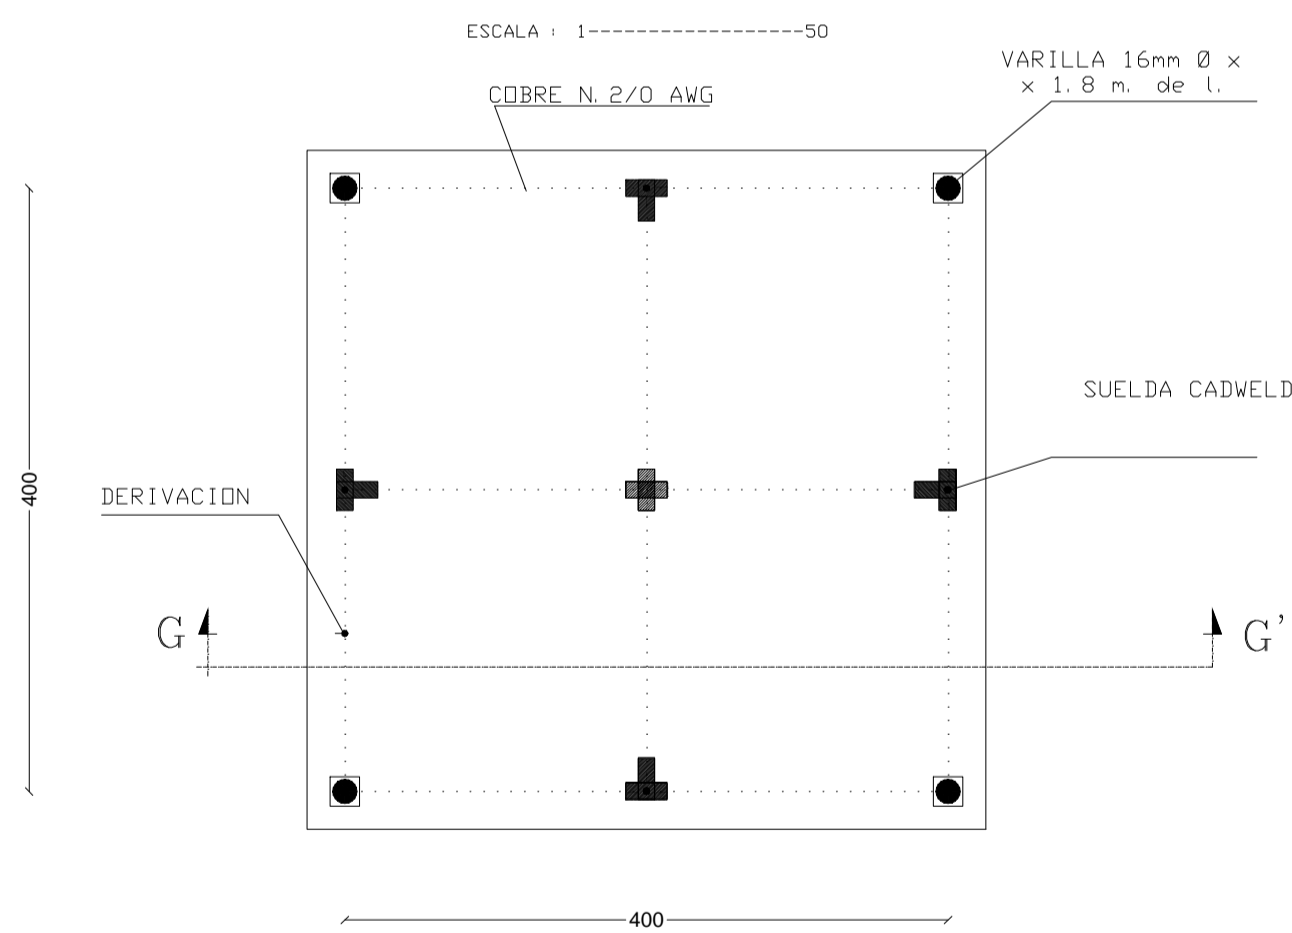 ESCALA : 1------------------50
VARILLA 16mm Ø x
x 1.8 m. de l.
COBRE N. 2/0 AWG
SUELDA CADWELD
400
DERIVACION
G
G'
400